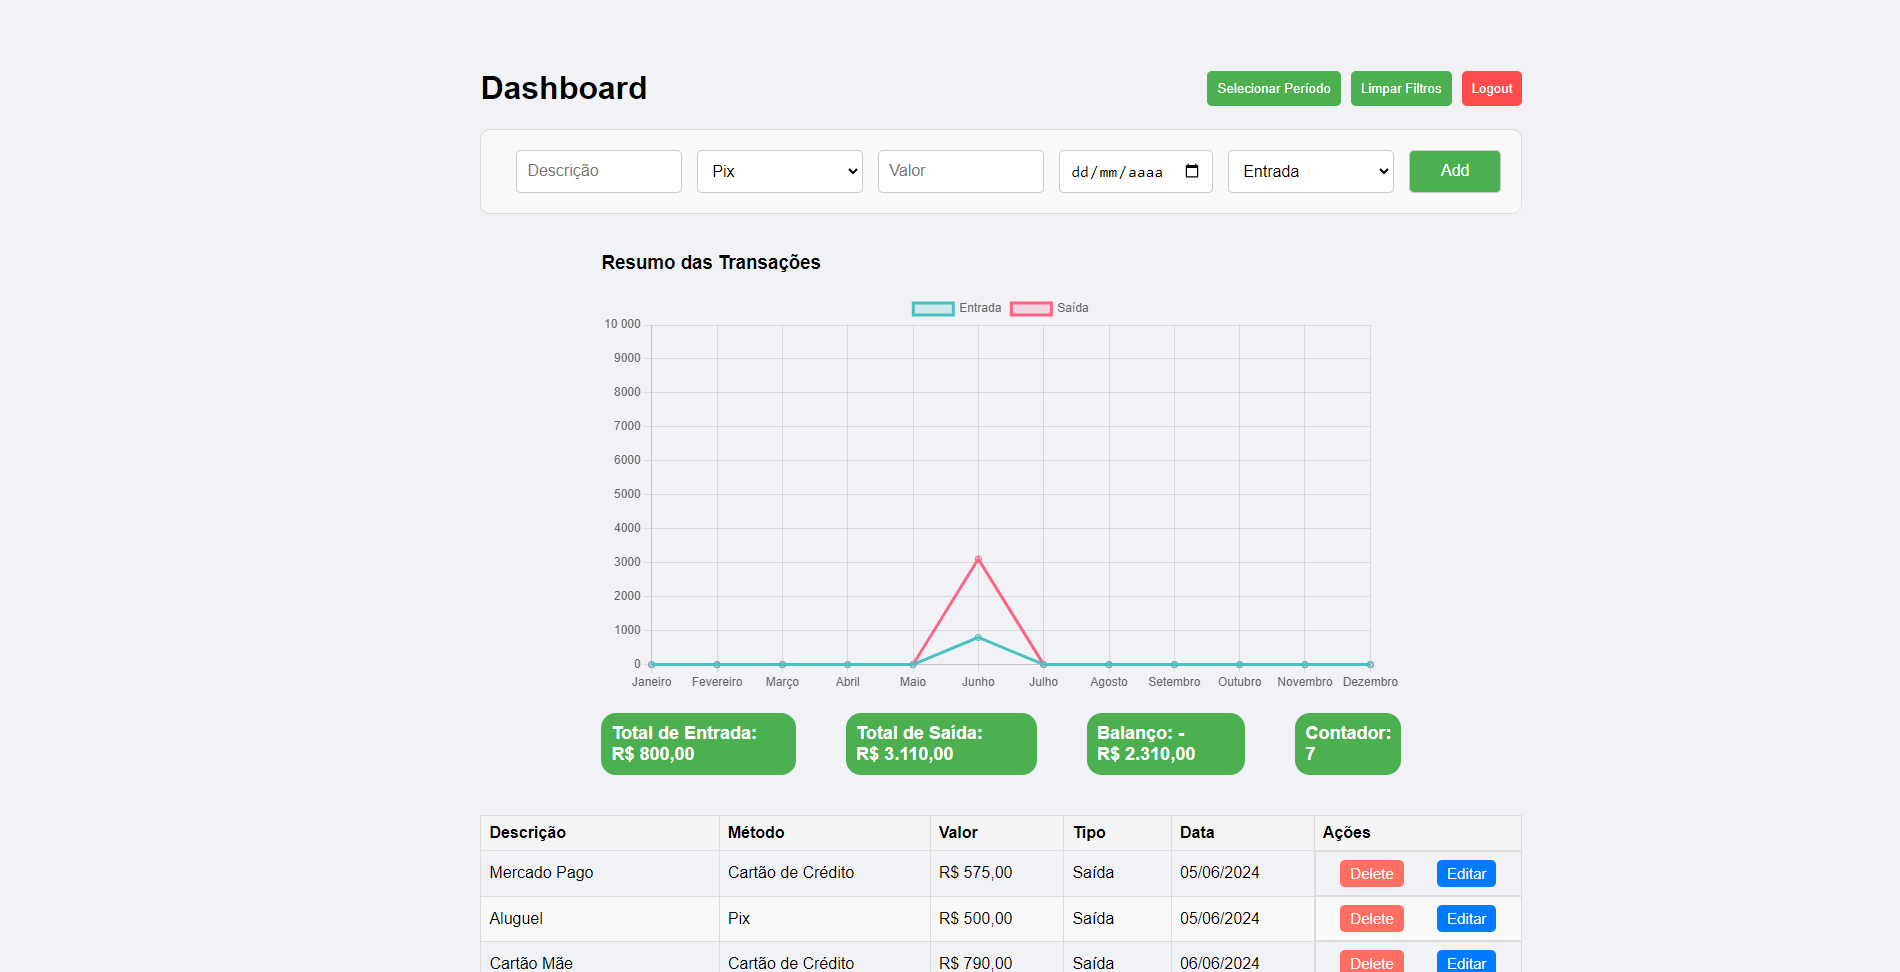 Dashboard
Selecionar Período Limpar Filtros Logout
Descrição Pix Valor dd/mm/aaaa Entrada Add
Resumo das Transações
Entrada Saída
10 000
9000
8000
7000
6000
5000
4000
3000
2000
1000
0
Janeiro Fevereiro Março Abril Maio Junho Julho Agosto Setembro Outubro Novembro Dezembro
Total de Entrada: Total de Saída: Balanço: - Contador:
R$ 800,00 R$ 3.110,00 R$ 2.310,00 7
Descrição Método Valor Tipo Data Ações
Mercado Pago Cartão de Crédito R$ 575,00 Saída 05/06/2024 Delete Editar
Aluguel Pix R$ 500,00 Saída 05/06/2024 Delete Editar
Cartão Mãe Cartão de Crédito R$ 790,00 Saída 06/06/2024 Delete Editar